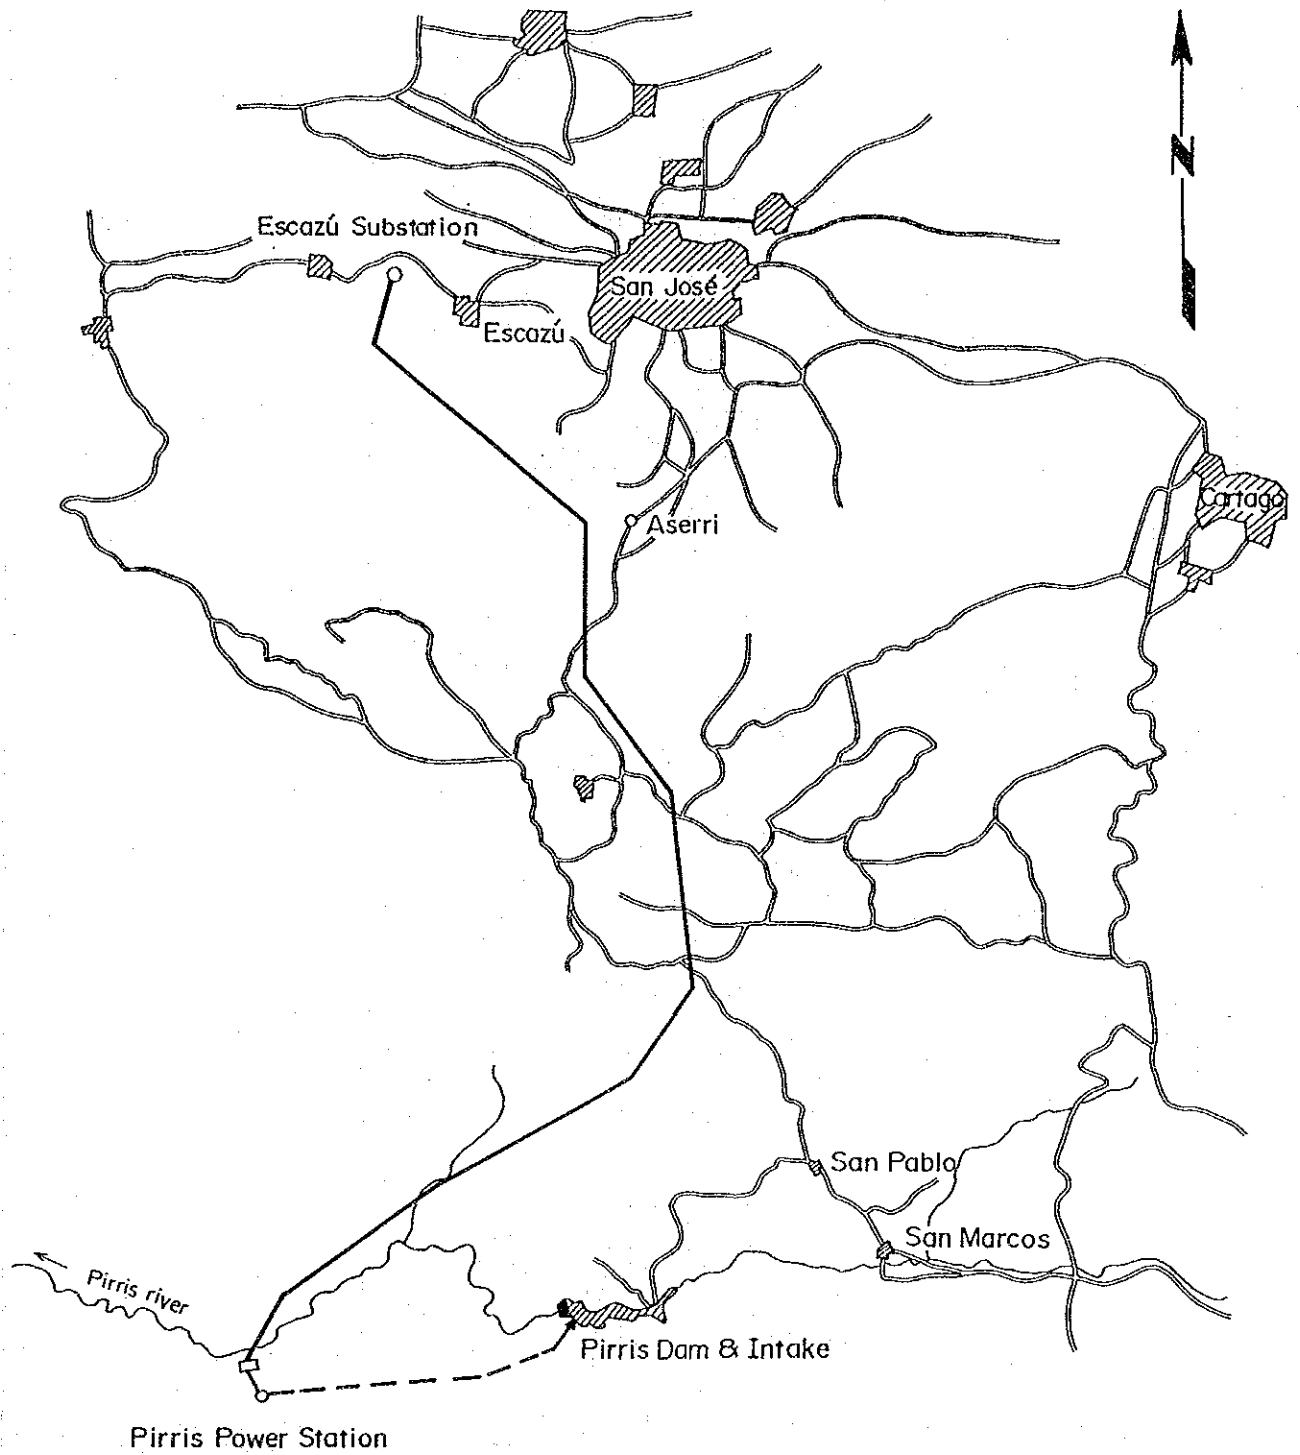 N
Escazú Substation
San José
Escazú
Cartago
Aserri
San Pablo
San Marcos
Pirris river
Pirris Dam & Intake
Pirris Power Station